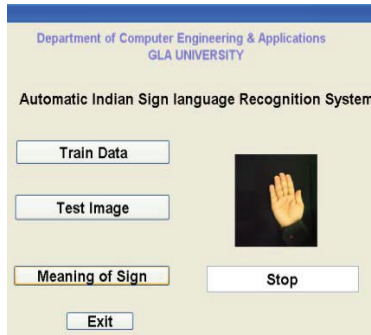 Department of Computer Engineering & Applications
GLA UNIVERSITY
Automatic Indian Sign language Recognition System
Train Data
Test Image
Meaning of Sign
Stop
Exit